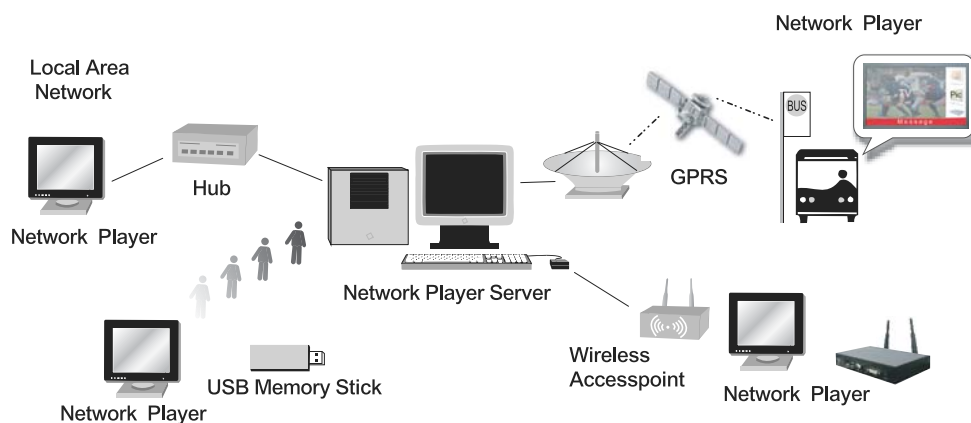 Network Player
Local Area
Network
BUS
Message
Hub
GPRS
Network Player
Network Player Server
Wireless
Accesspoint
USB Memory Stick
Network Player
Network Player